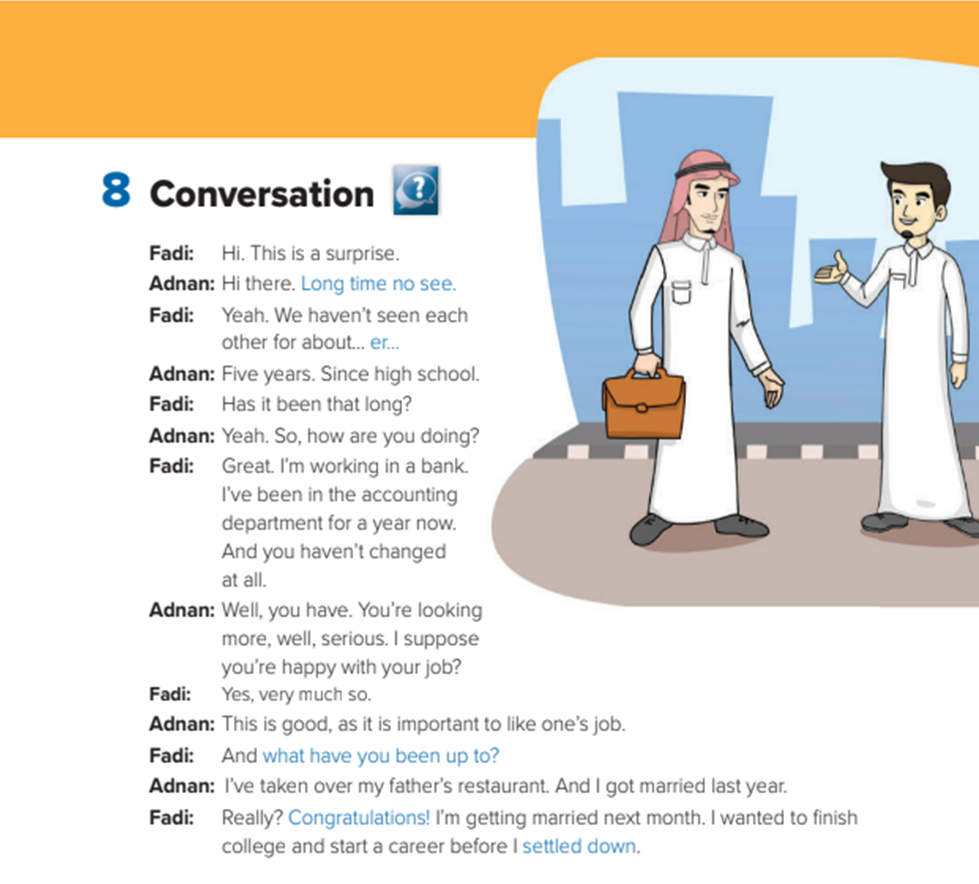 8 Conversation
Fadi: Hi. This is a surprise.
Adnan: Hi there. Long time no see.
Fadi: Yeah. We haven't seen each
other for about... er...
Adnan: Five years. Since high school.
Fadi: Has it been that long?
Adnan: Yeah. So, how are you doing?
Fadi: Great. I'm working in a bank.
I've been in the accounting
department for a year now.
And you haven't changed
at all.
Adnan: Well, you have. You're looking
more, well, serious. I suppose
you're happy with your job?
Fadi: Yes, very much so.
Adnan: This is good, as it is important to like one's job.
Fadi: And what have you been up to?
Adnan: I've taken over my father's restaurant. And I got married last year.
Fadi: Really? Congratulations! I'm getting married next month. I wanted to finish
college and start a career before I settled down.